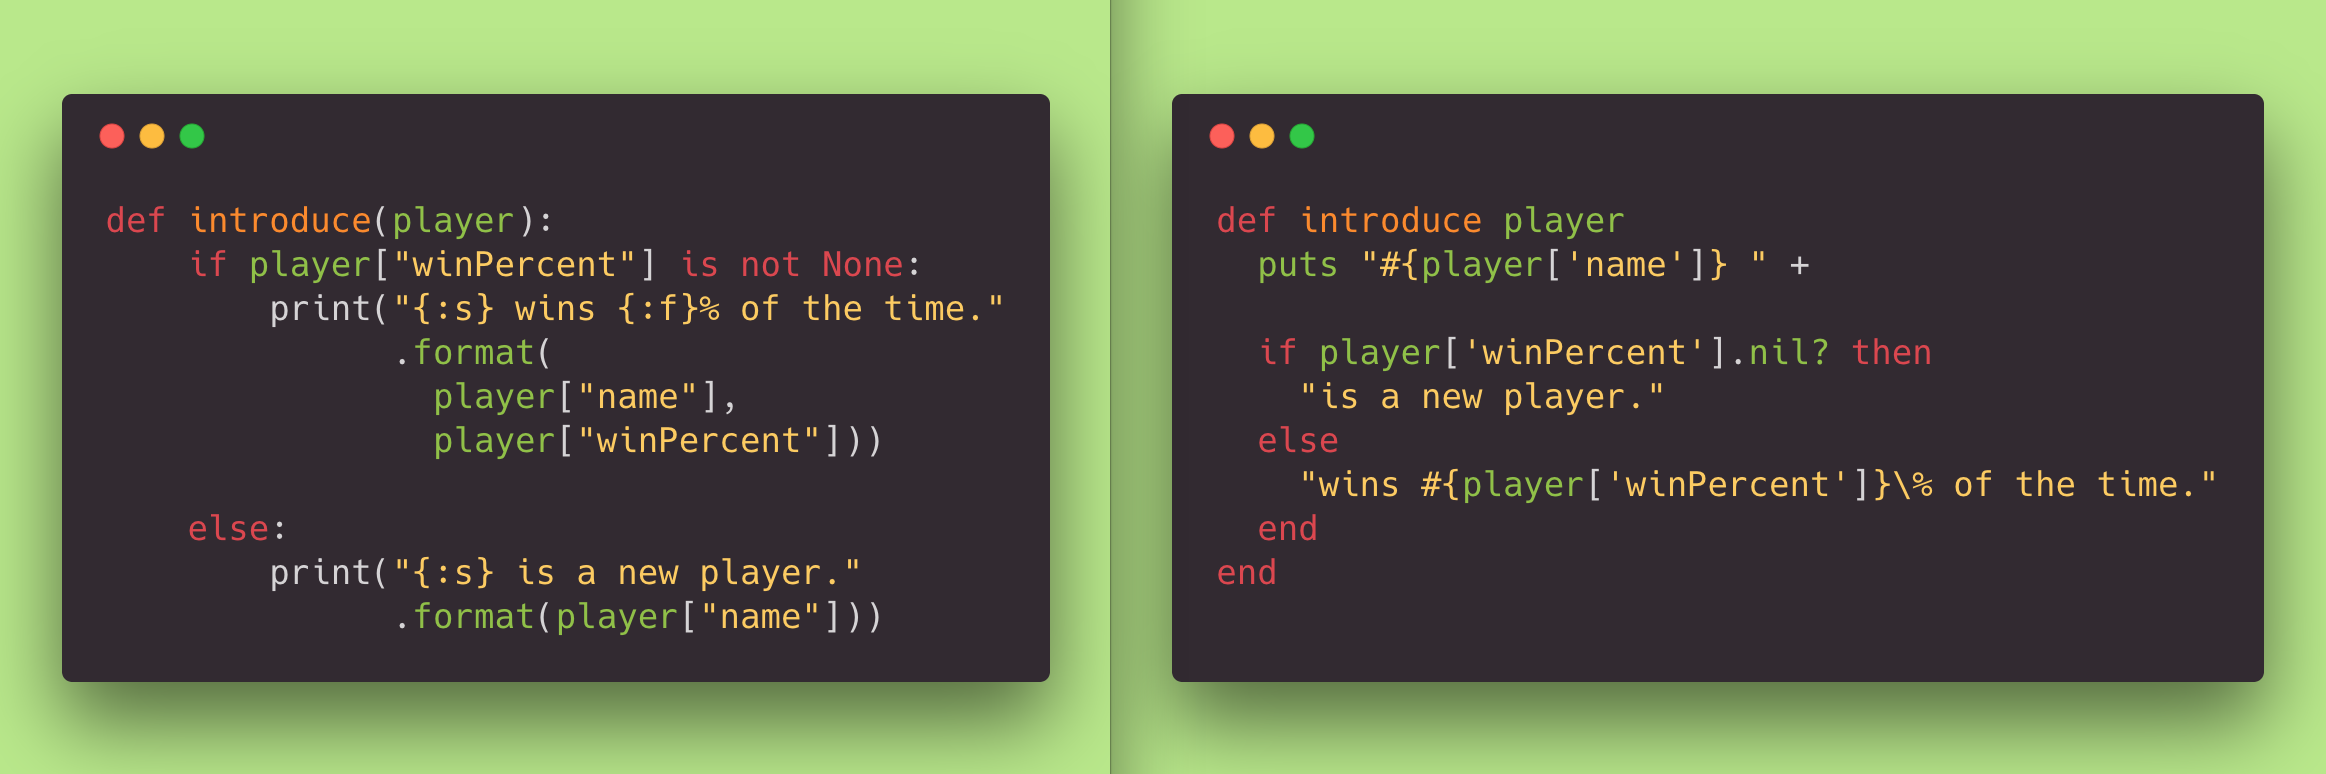 def introduce(player):
    if player["winPercent"] is not None:
        print("{:s} wins {:f}% of the time."
              .format(
                player["name"],
                player["winPercent"]))

    else:
        print("{:s} is a new player."
              .format(player["name"]))
def introduce player
  puts "#{player['name']} " +

  if player['winPercent'].nil? then
    "is a new player."
  else
    "wins #{player['winPercent']}\% of the time."
  end
end